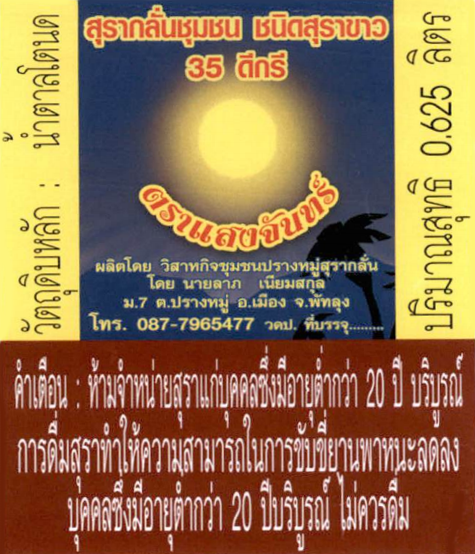 สุรากลั่นชุมชน ชนิดสุราขาว
35 ดีกรี
วัตถุดิบหลัก : น้ำตาลโตนด
ปริมาณสุทธิ 0.625 ลิตร
ตราแสงจันทร์
ผลิตโดย วิสาหกิจชุมชนปรางหมู่สุรากลั่น
โดย นายลาภ เนียมสกุล
ม.7 ต.ปรางหมู่ อ.เมือง จ.พัทลุง
โทร. 087-7965477 วดป. ที่บรรจุ.........
คำเตือน : ห้ามจำหน่ายสุราแก่บุคคลซึ่งมีอายุต่ำกว่า 20 ปี บริบูรณ์
การดื่มสุราทำให้ความสามารถในการขับขี่ยานพาหนะลดลง
บุคคลซึ่งมีอายุต่ำกว่า 20 ปีบริบูรณ์ ไม่ควรดื่ม